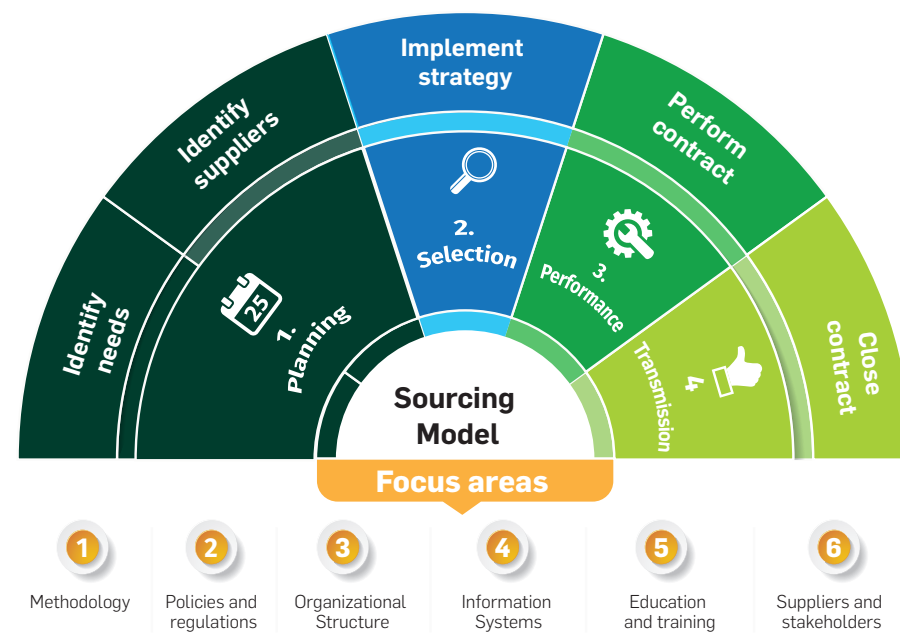 Identify
needs
Identify
suppliers
Implement
strategy
Perform
contract
Close
contract
25
1.
Planning
2.
Selection
3.
Performance
4
Transmission
Sourcing
Model
Focus areas
1
Methodology
2
Policies and
regulations
3
Organizational
Structure
4
Information
Systems
5
Education
and training
6
Suppliers and
stakeholders